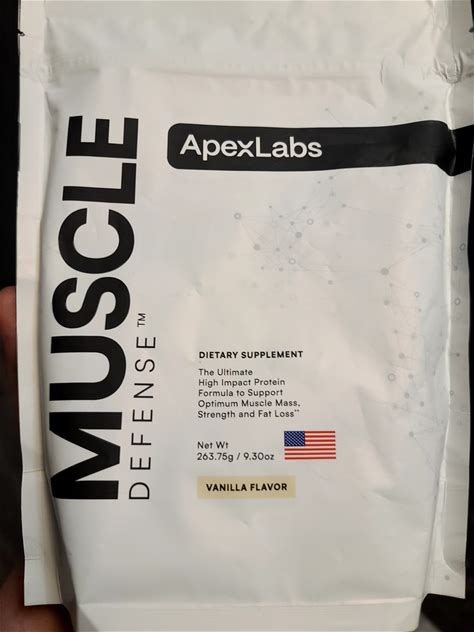 MUSCLE
DEFENSE™
ApexLabs
DIETARY SUPPLEMENT
The Ultimate
High Impact Protein
Formula to Support
Optimum Muscle Mass,
Strength and Fat Loss**
Net Wt
263.75g / 9.30oz
VANILLA FLAVOR